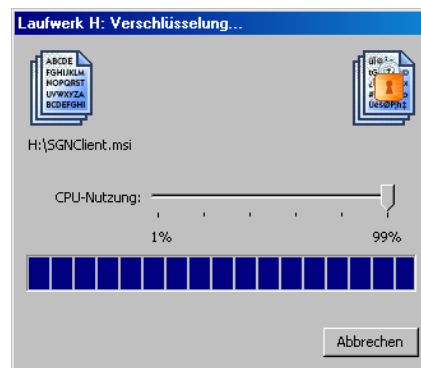 Laufwerk H: Verschlüsselung...
ABCDE
FGHIJKLM
NOPQRST
UVWXYZA
BCDEFGHI
H:\SGNClient.msi
CPU-Nutzung:
1%
99%
Abbrechen